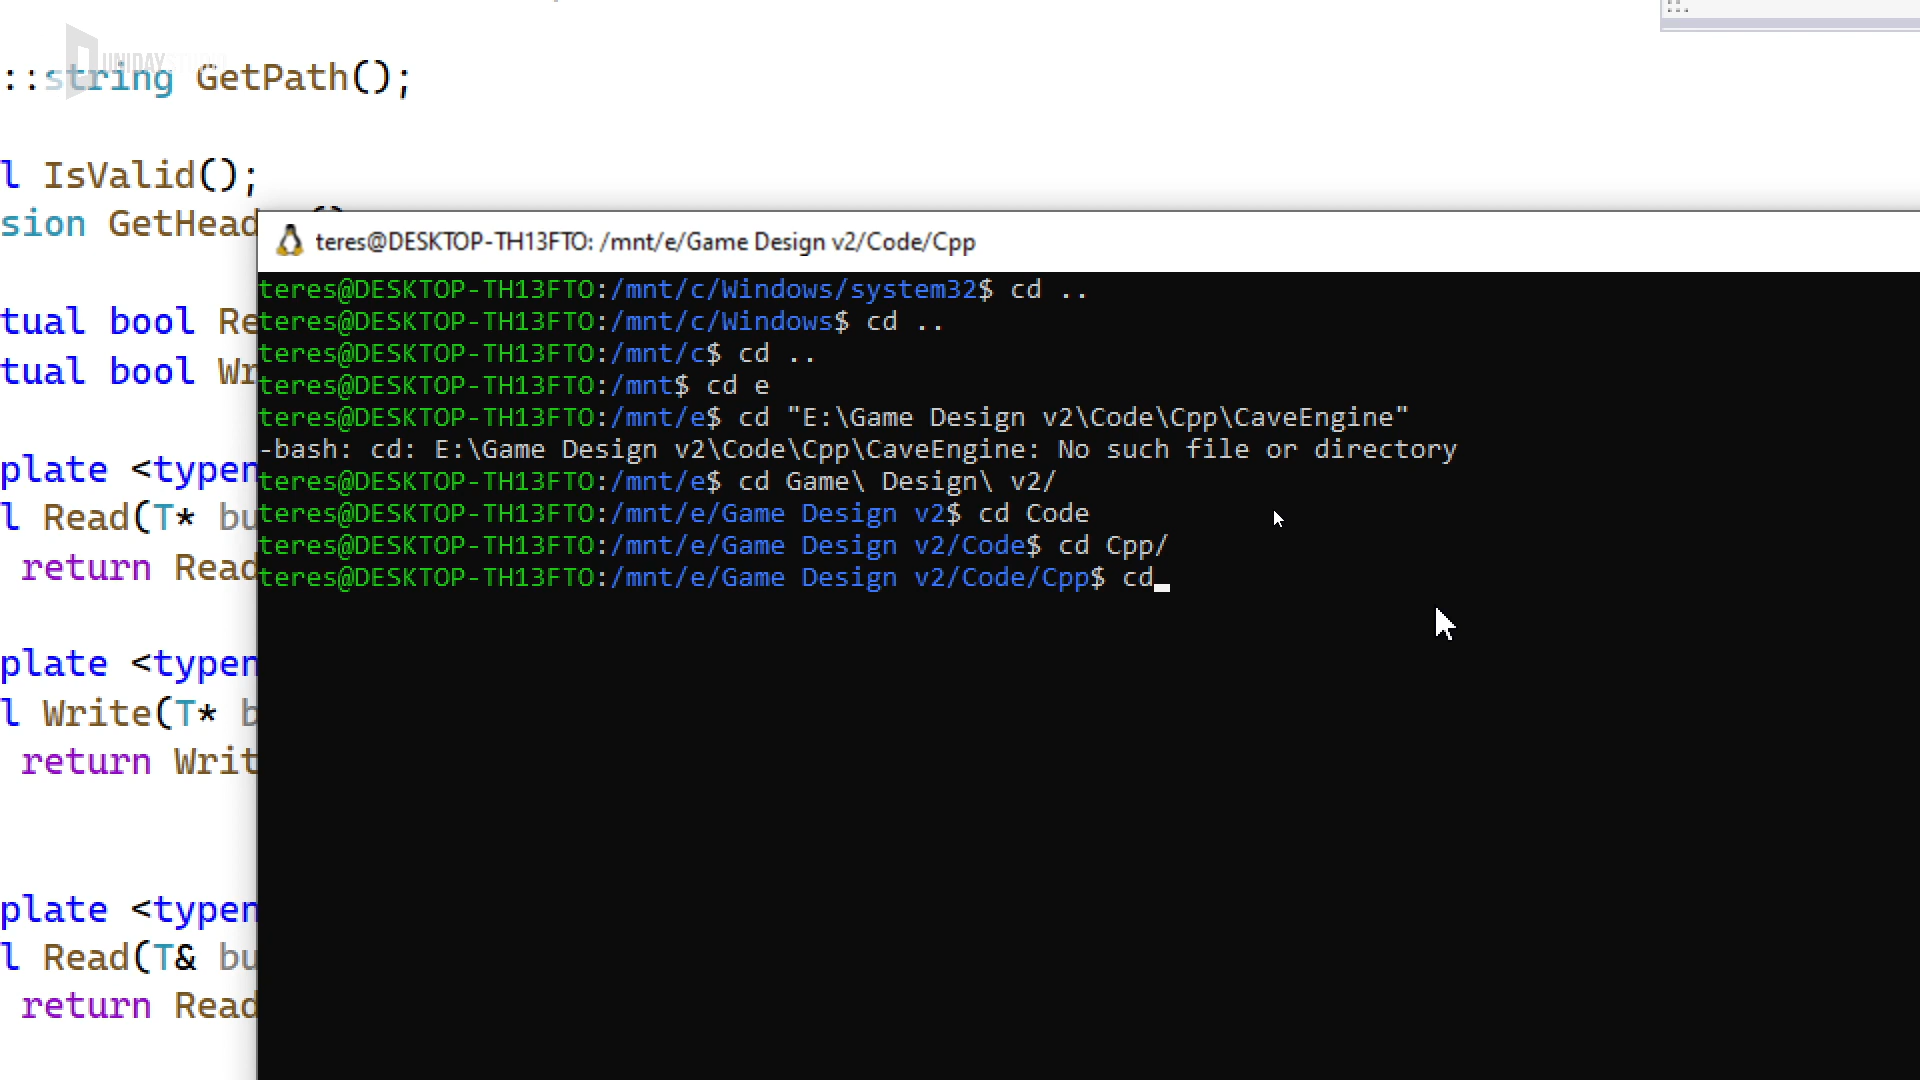 ::string GetPath();
UNIDAY
l IsValid();
sion GetHead
teres@DESKTOP-TH13FTO: /mnt/e/Game Design v2/Code/Cpp
teres@DESKTOP-TH13FTO:/mnt/c/Windows/system32$ cd ..
tual bool Re
teres@DESKTOP-TH13FTO:/mnt/c/Windows$ cd ..
teres@DESKTOP-TH13FTO:/mnt/c$ cd ..
tual bool Wr
teres@DESKTOP-TH13FTO:/mnt$ cd e
teres@DESKTOP-TH13FTO:/mnt/e$ cd "E:\Game Design v2\Code\Cpp\CaveEngine"
-bash: cd: E:\Game Design v2\Code\Cpp\CaveEngine: No such file or directory
plate <typen
teres@DESKTOP-TH13FTO:/mnt/e$ cd Game\ Design\ v2/
l Read(T* bu
teres@DESKTOP-TH13FTO:/mnt/e/Game Design v2$ cd Code
teres@DESKTOP-TH13FTO:/mnt/e/Game Design v2/Code$ cd Cpp/
return Read
teres@DESKTOP-TH13FTO:/mnt/e/Game Design v2/Code/Cpp$ cd
plate <typen
l Write(T* b
return Writ
plate <typen
l Read(T& bu
return Read